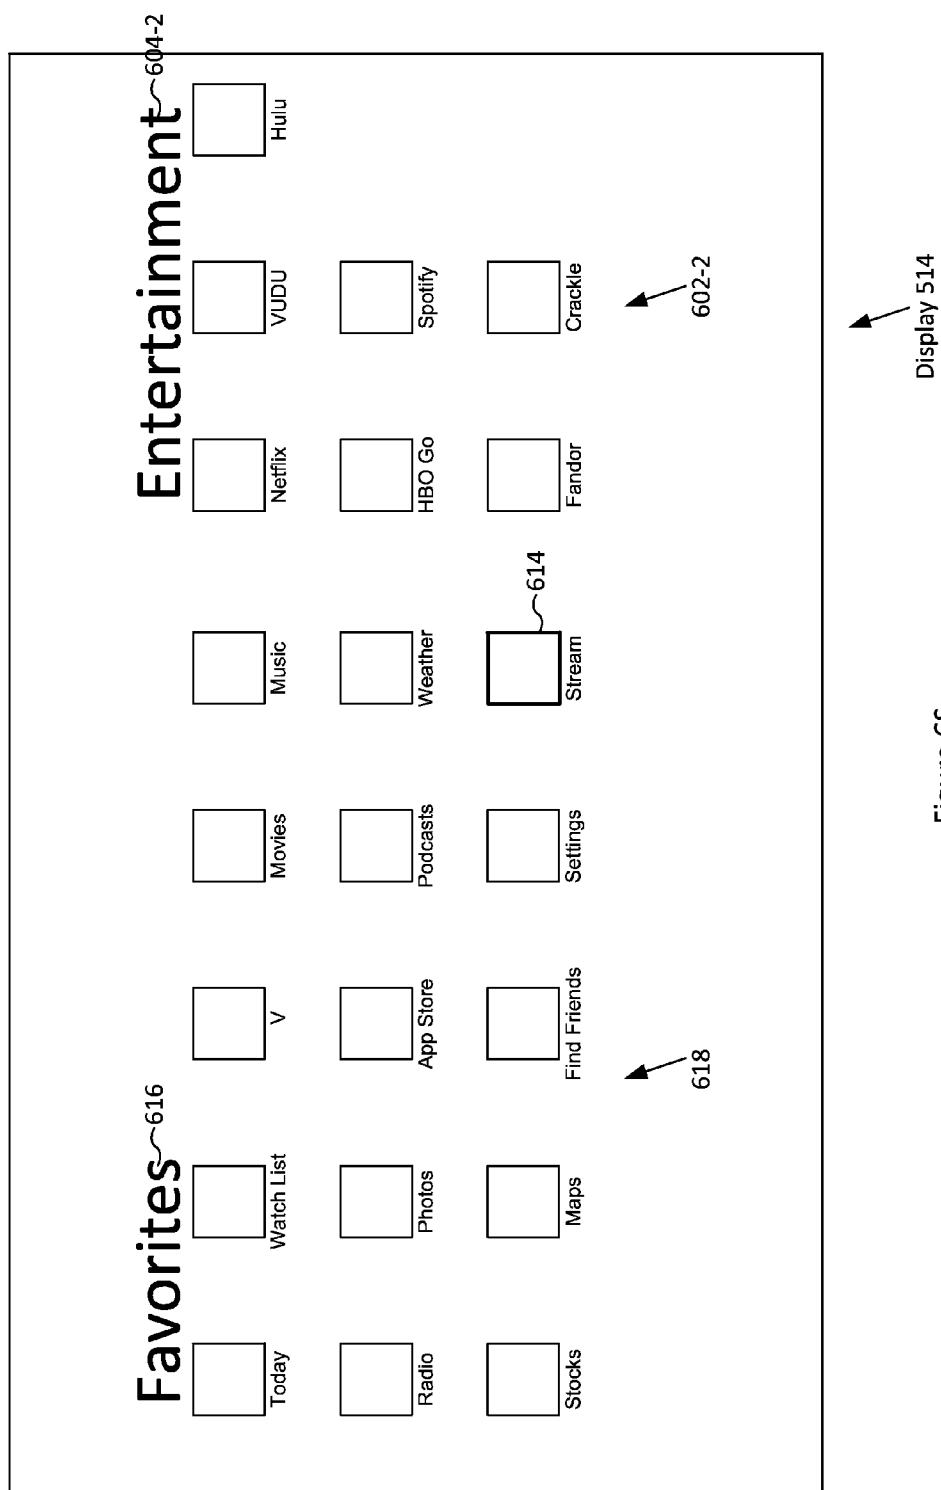 Favorites
616
Entertainment
604-2
Today
Watch List
V
Movies
Music
Netflix
VUDU
Hulu
Radio
Photos
App Store
Podcasts
Weather
HBO Go
Spotify
614
Stocks
Maps
Find Friends
Settings
Stream
Fandor
Crackle
618
602-2
Display 514